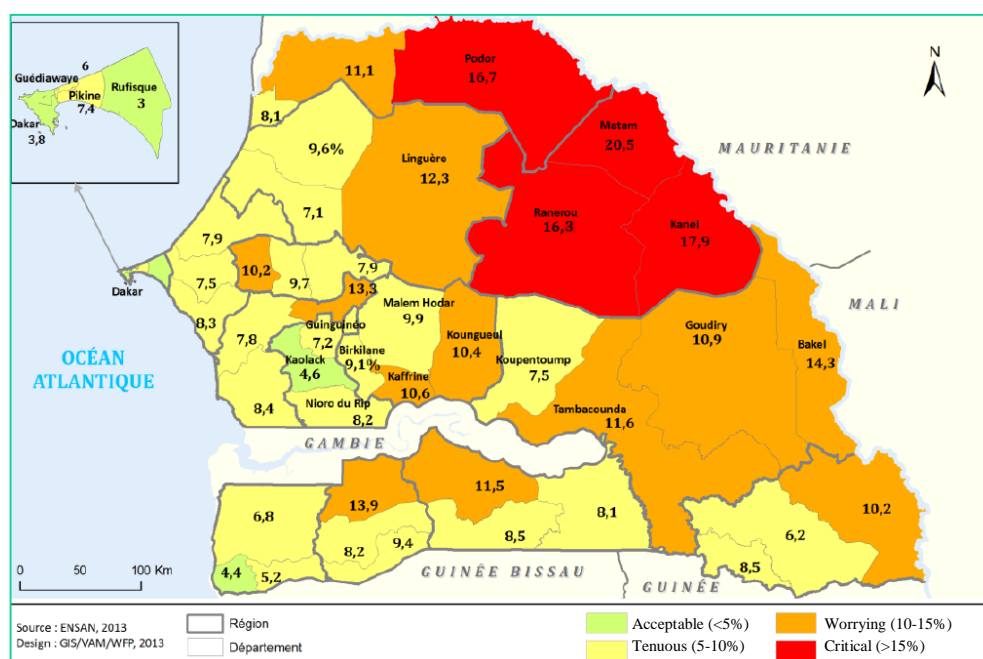 6
Guédiawaye
Rufisque
3
Pikine
7,4
Dakar
3,8
N
Podor
16,7
11,1
8,1
Matam
20,5
MAURITANIE
9,6%
Linguère
12,3
7,1
Ranerou
16,3
Kanel
17,9
7,9
10,2
9,7
7,9
7,5
13,3
Dakar
Malem Hodar
9,9
MALI
8,3
Guinguinéo
7,2
7,8
Koungueul
10,4
Goudiry
10,9
Bakel
14,3
OCÉAN
ATLANTIQUE
Birkilane
9,1%
Kaolack
4,6
Koupentoump
7,5
Kaffrine
10,6
Nioro du Rip
8,2
8,4
Tambacounda
11,6
GAMBIE
11,5
13,9
6,8
8,1
10,2
6,2
8,5
9,4
8,2
8,5
4,4
5,2
GUINÉE BISSAU
GUINÉE
0 50 100 Km
Source : ENSAN, 2013
Design : GIS/VAM/WFP, 2013
Région
Département
Acceptable (<5%)
Tenuous (5-10%)
Worrying (10-15%)
Critical (>15%)